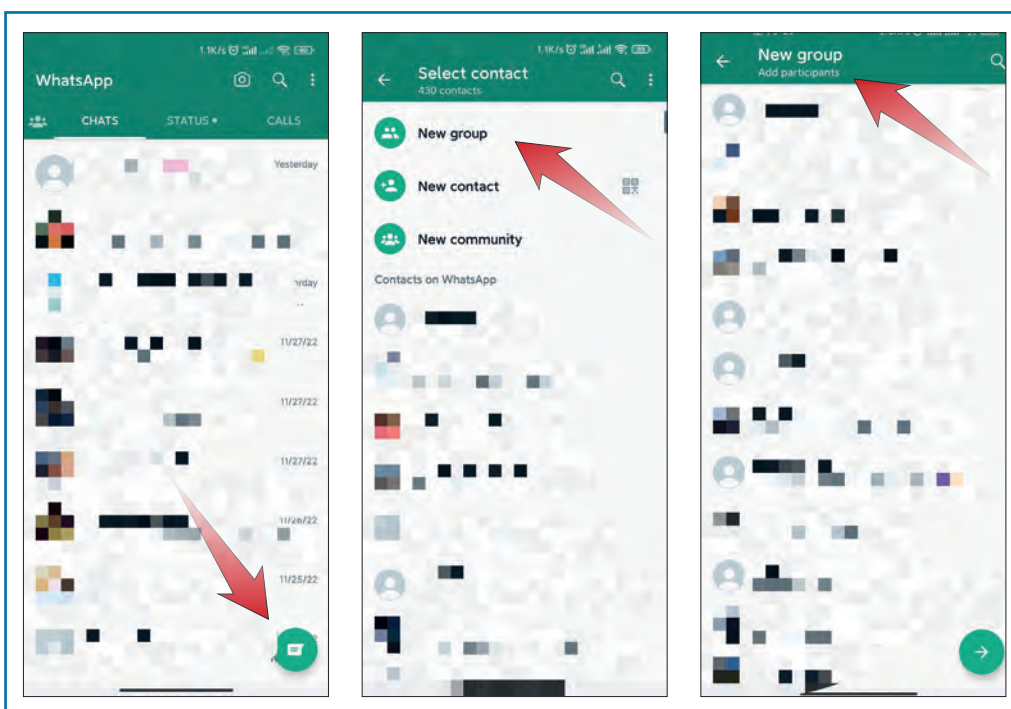 1.1K/s
WhatsApp
CHATS STATUS CALLS
Yesterday
rday
11/27/22
11/27/22
11/27/22
11/26/22
11/25/22
1.1K/s
Select contact
430 contacts
New group
New contact
New community
Contacts on WhatsApp
New group
Add participants